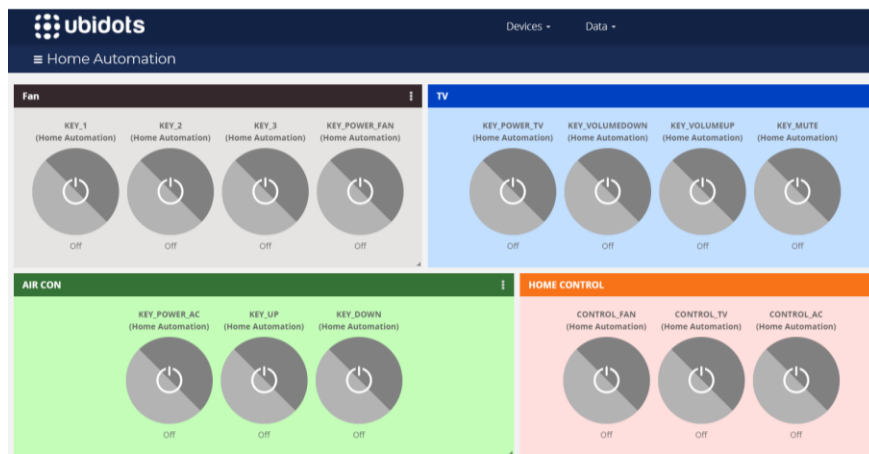 ubidots
Devices
Data
Home Automation
Fan
KEY_1
(Home Automation)
Off
KEY_2
(Home Automation)
Off
KEY_3
(Home Automation)
Off
KEY_POWER_FAN
(Home Automation)
Off
TV
KEY_POWER_TV
(Home Automation)
Off
KEY_VOLUMEDOWN
(Home Automation)
KEY_VOLUMEUP
(Home Automation)
Off
KEY_MUTE
(Home Automation)
Off
Off
AIR CON
KEY_POWER_AC
(Home Automation)
Off
KEY_UP
(Home Automation)
Off
KEY_DOWN
(Home Automation)
Off
HOME CONTROL
CONTROL_FAN
(Home Automation)
Off
CONTROL_TV
(Home Automation)
Off
CONTROL_AC
(Home Automation)
Off